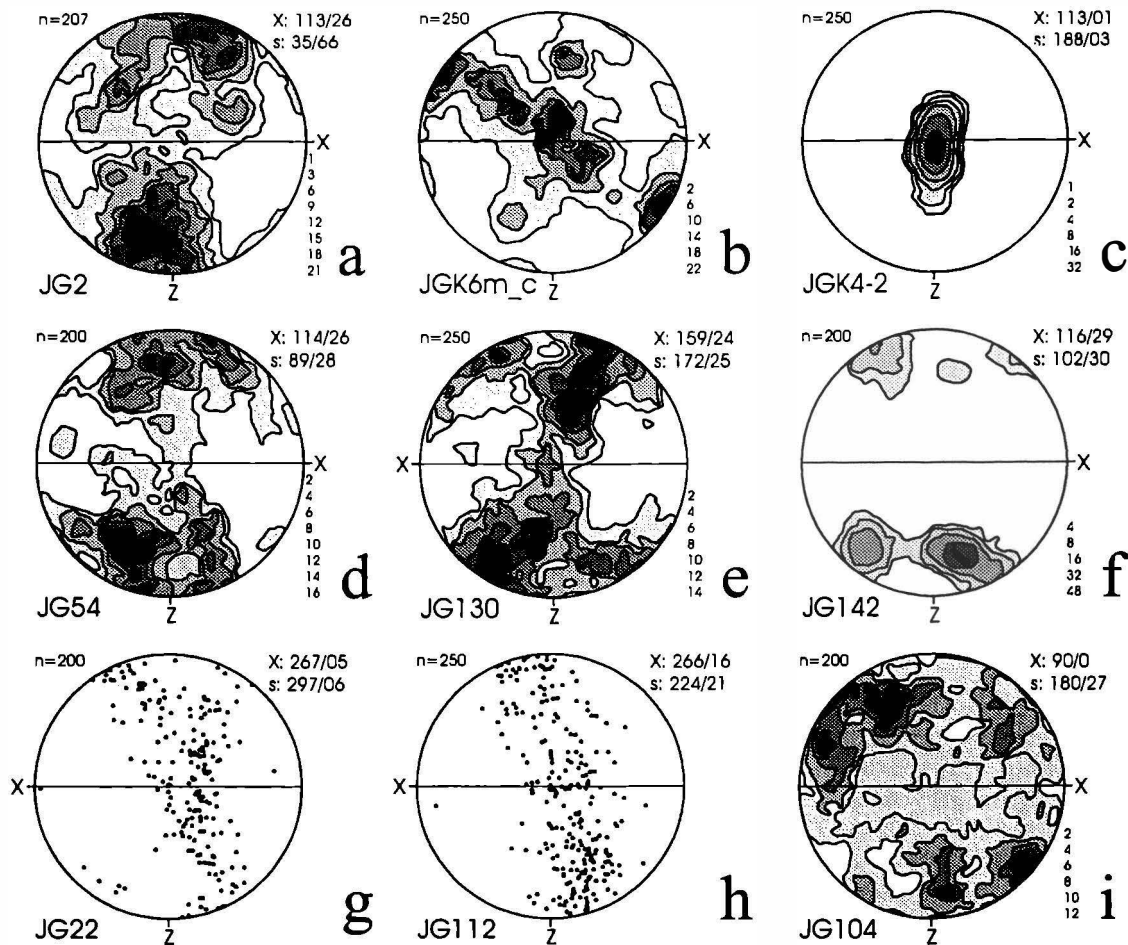 n=207
X: 113/26
s: 35/66
X
1
3
6
9
12
15
18
21
JG2
Z
a
n=250
X
2
6
10
14
18
22
JGK6m_c
Z
b
n=250
X: 113/01
s: 188/03
X
1
2
4
8
16
32
JGK4-2
Z
c
n=200
X: 114/26
s: 89/28
X
2
4
6
8
10
12
14
16
JG54
Z
d
n=250
X: 159/24
s: 172/25
X
2
4
6
8
10
12
14
JG130
Z
e
n=200
X: 116/29
s: 102/30
X
4
8
16
32
48
JG142
Z
f
n=200
X: 267/05
s: 297/06
X
JG22
Z
g
n=250
X: 266/16
s: 224/21
X
JG112
Z
h
n=200
X: 90/0
s: 180/27
X
2
4
6
8
10
12
JG104
Z
i